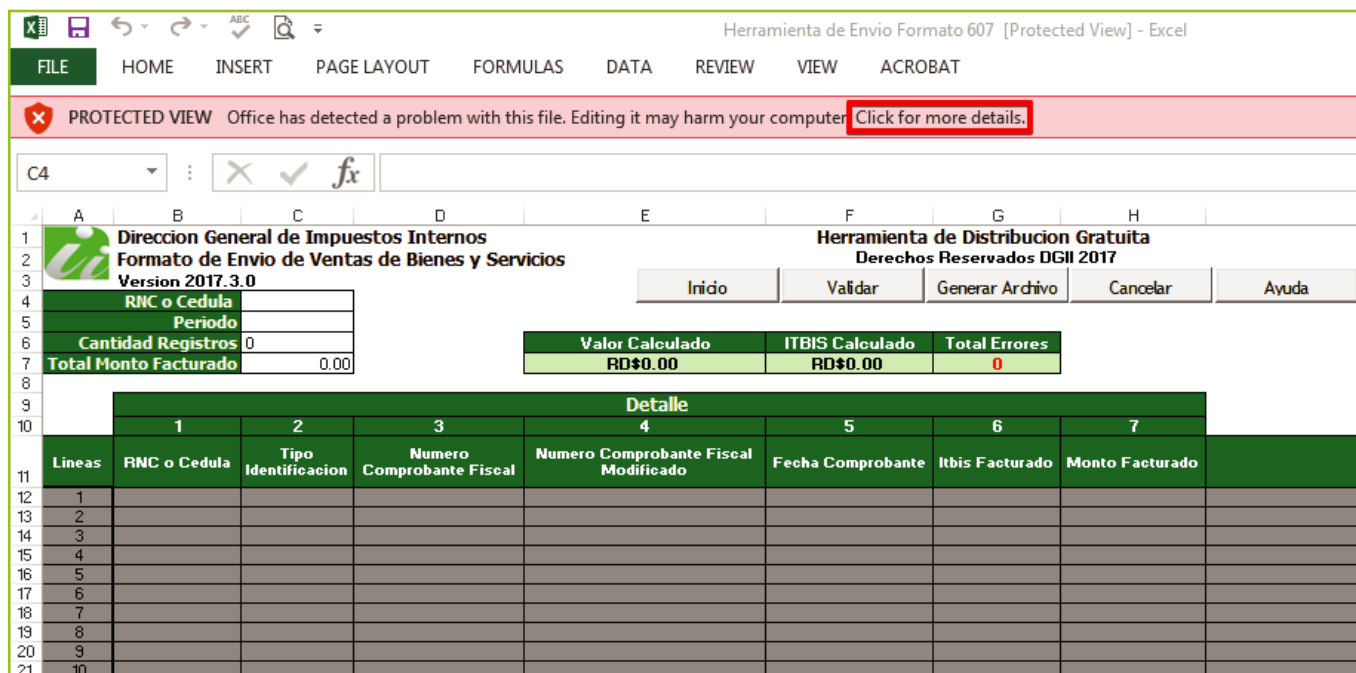 ABC
Herramienta de Envio Formato 607 [Protected View] - Excel
FILE HOME INSERT PAGE LAYOUT FORMULAS DATA REVIEW VIEW ACROBAT
PROTECTED VIEW Office has detected a problem with this file. Editing it may harm your computer Click for more details.
C4 fx
A B C D E F G H
1 Direccion General de Impuestos Internos Herramienta de Distribucion Gratuita
2 Formato de Envio de Ventas de Bienes y Servicios Derechos Reservados DGII 2017
3 Version 2017.3.0 Inicio Validar Generar Archivo Cancelar Ayuda
4 RNC o Cedula
5 Periodo
6 Cantidad Registros 0 Valor Calculado ITBIS Calculado Total Errores
7 Total Monto Facturado 0.00 RD$0.00 RD$0.00 0
8
9 Detalle
10 1 2 3 4 5 6 7
11 Lineas RNC o Cedula Tipo Identificacion Numero Comprobante Fiscal Numero Comprobante Fiscal Modificado Fecha Comprobante Itbis Facturado Monto Facturado
12 1
13 2
14 3
15 4
16 5
17 6
18 7
19 8
20 9
21 10